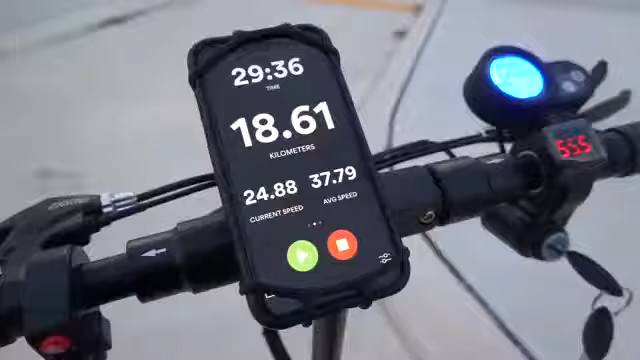 29:36
TIME
18.61
KILOMETERS
24.88 37.79
CURRENT SPEED AVG SPEED
55.5